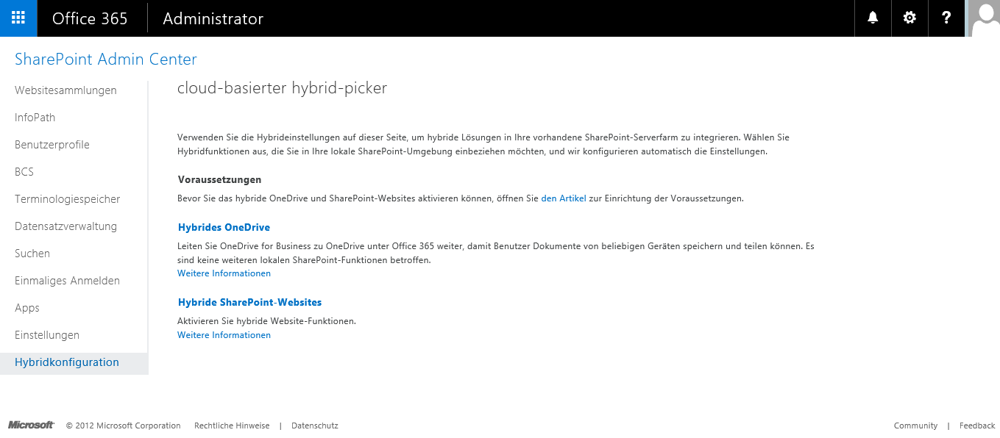 Office 365 Administrator
SharePoint Admin Center
Websitesammlungen
InfoPath
Benutzerprofile
BCS
Terminologiespeicher
Datensatzverwaltung
Suchen
Einmaliges Anmelden
Apps
Einstellungen
Hybridkonfiguration
cloud-basierter hybrid-picker
Verwenden Sie die Hybrideinstellungen auf dieser Seite, um hybride Lösungen in Ihre vorhandene SharePoint-Serverfarm zu integrieren. Wählen Sie
Hybridfunktionen aus, die Sie in Ihre lokale SharePoint-Umgebung einbeziehen möchten, und wir konfigurieren automatisch die Einstellungen.
Voraussetzungen
Bevor Sie das hybride OneDrive und SharePoint-Websites aktivieren können, öffnen Sie den Artikel zur Einrichtung der Voraussetzungen.
Hybrides OneDrive
Leiten Sie OneDrive for Business zu OneDrive unter Office 365 weiter, damit Benutzer Dokumente von beliebigen Geräten speichern und teilen können. Es
sind keine weiteren lokalen SharePoint-Funktionen betroffen.
Weitere Informationen
Hybride SharePoint-Websites
Aktivieren Sie hybride Website-Funktionen.
Weitere Informationen
Microsoft © 2012 Microsoft Corporation Rechtliche Hinweise | Datenschutz Community | Feedback